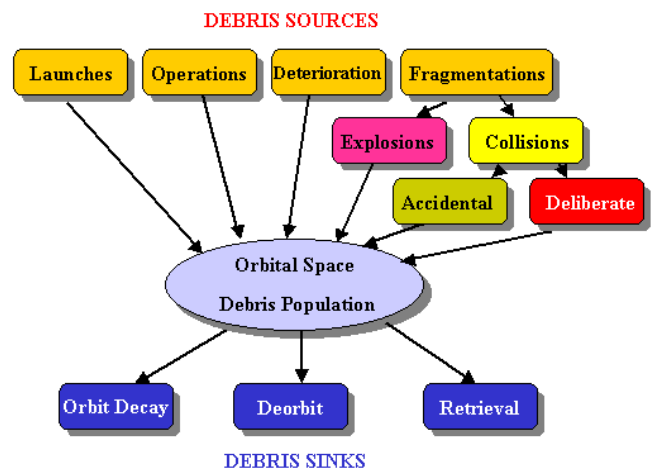 DEBRIS SOURCES
Launches
Operations
Deterioration
Fragmentations
Explosions
Collisions
Accidental
Deliberate
Orbital Space
Debris Population
Orbit Decay
Deorbit
Retrieval
DEBRIS SINKS